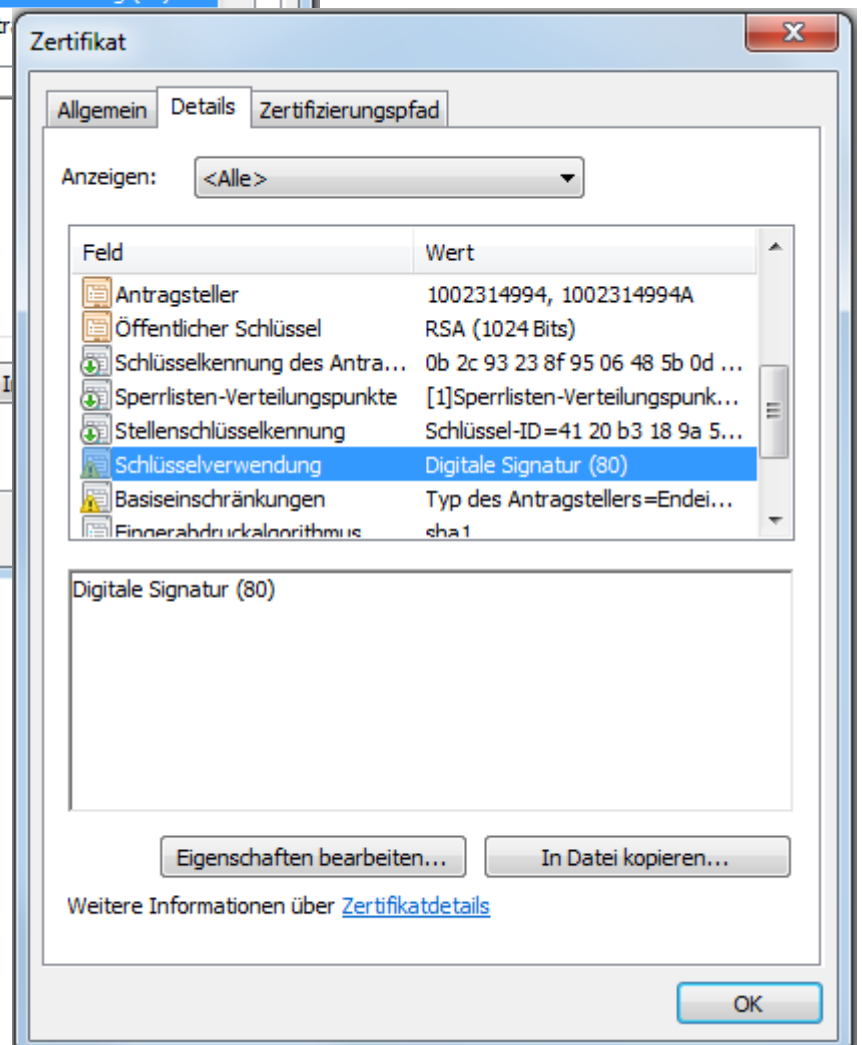 Zertifikat
Allgemein Details Zertifizierungspfad
Anzeigen: <Alle>
Feld Wert
Antragsteller 1002314994, 1002314994A
Öffentlicher Schlüssel RSA (1024 Bits)
Schlüsselkennung des Antra... 0b 2c 93 23 8f 95 06 48 5b 0d ...
Sperrlisten-Verteilungspunkte [1]Sperrlisten-Verteilungspunk...
Stellenschlüsselkennung Schlüssel-ID=41 20 b3 18 9a 5...
Schlüsselverwendung Digitale Signatur (80)
Basiseinschränkungen Typ des Antragstellers=Endei...
Fingerabdruckalgorithmus sha1
Digitale Signatur (80)
Eigenschaften bearbeiten... In Datei kopieren...
Weitere Informationen über Zertifikatdetails
OK